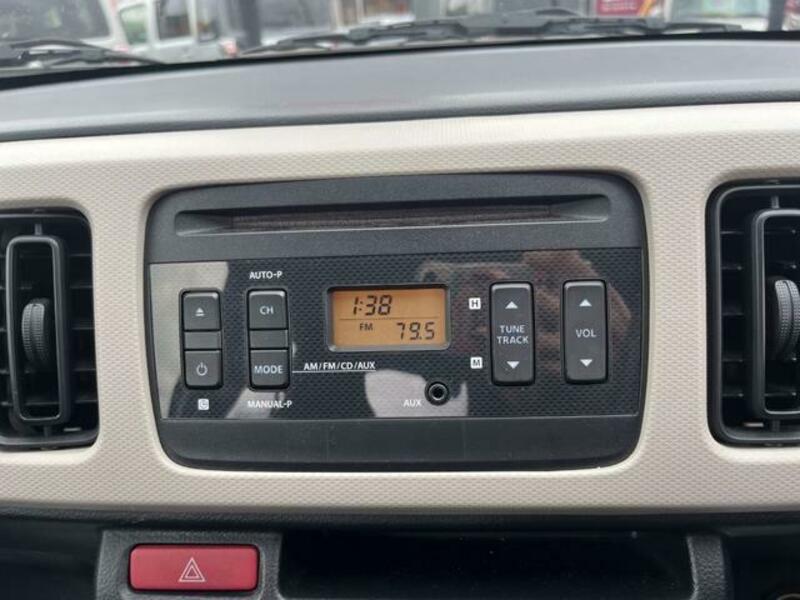 AUTO-P
CH
MODE
AM/FM/CD/AUX
MANUAL-P
1:38
FM
79.5
AUX
H
TUNE
TRACK
M
VOL